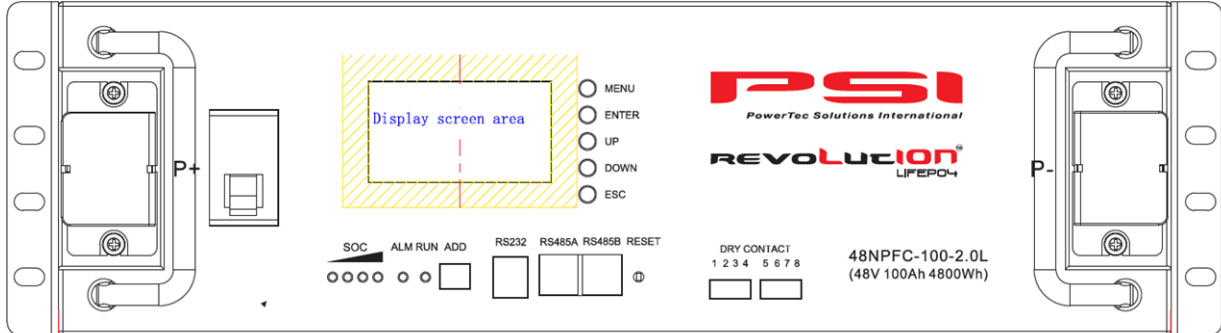 P+
Display screen area
MENU
ENTER
UP
DOWN
ESC
PSI
PowerTec Solutions International
REVOLUTION
LIFEPO4
P-
SOC
ALM RUN ADD
RS232 RS485A RS485B RESET
DRY CONTACT
1 2 3 4 5 6 7 8
48NPFC-100-2.0L
(48V 100Ah 4800Wh)